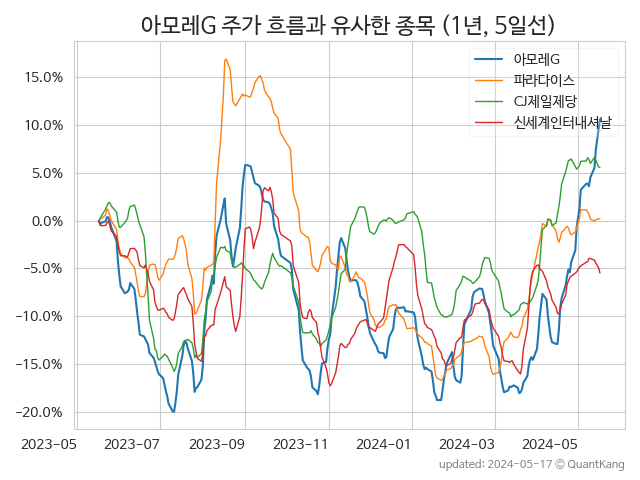 아모레G 주가 흐름과 유사한 종목 (1년, 5일선)
아모레G
파라다이스
CJ제일제당
신세계인터내셔날
15.0%
10.0%
5.0%
0.0%
−5.0%
−10.0%
−15.0%
−20.0%
2023-05 2023-07 2023-09 2023-11 2024-01 2024-03 2024-05
updated: 2024-05-17 © QuantKang